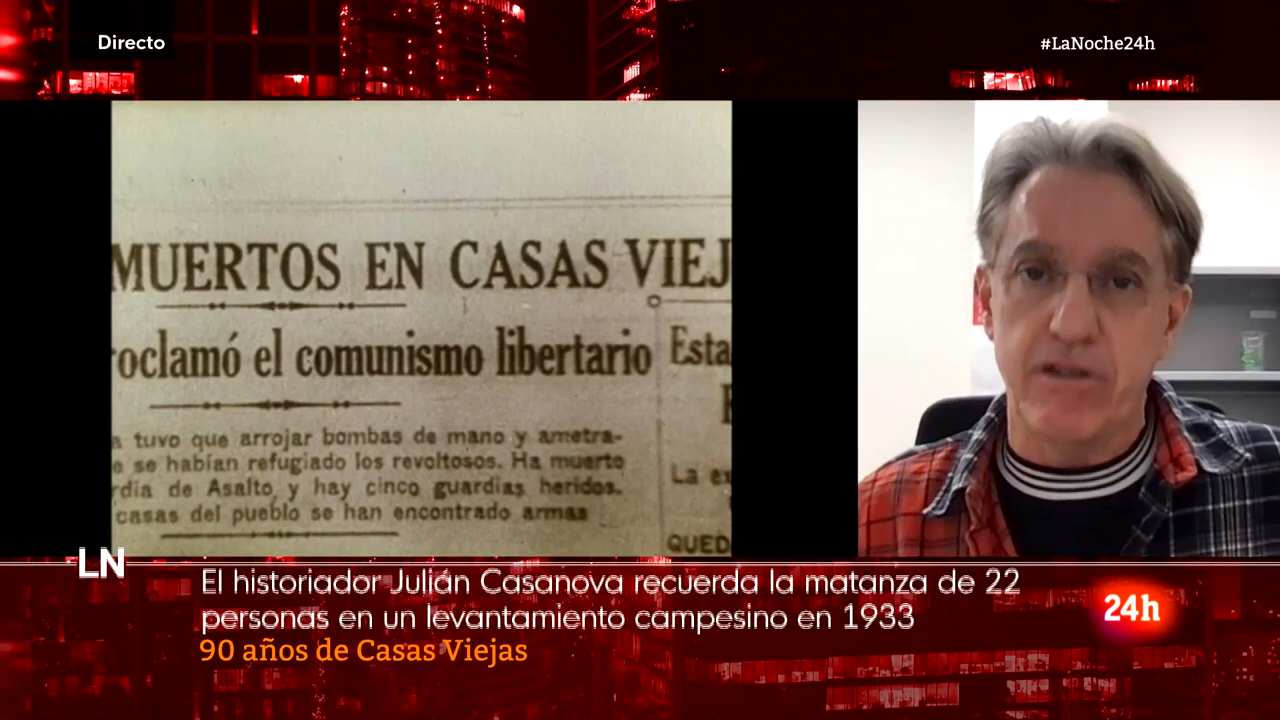 Directo
#LaNoche24h
MUERTOS EN CASAS VIEJ
oclamó el comunismo libertario
Esta
a tuvo que arrojar bombas de mano y ametra-
e se habían refugiado los revoltosos. Ha muerto
rdia de Asalto, y hay cinco guardias heridos.
casas del pueblo se han encontrado armas
La ex
QUED
LN
El historiador Julián Casanova recuerda la matanza de 22
personas en un levantamiento campesino en 1933
90 años de Casas Viejas
24h